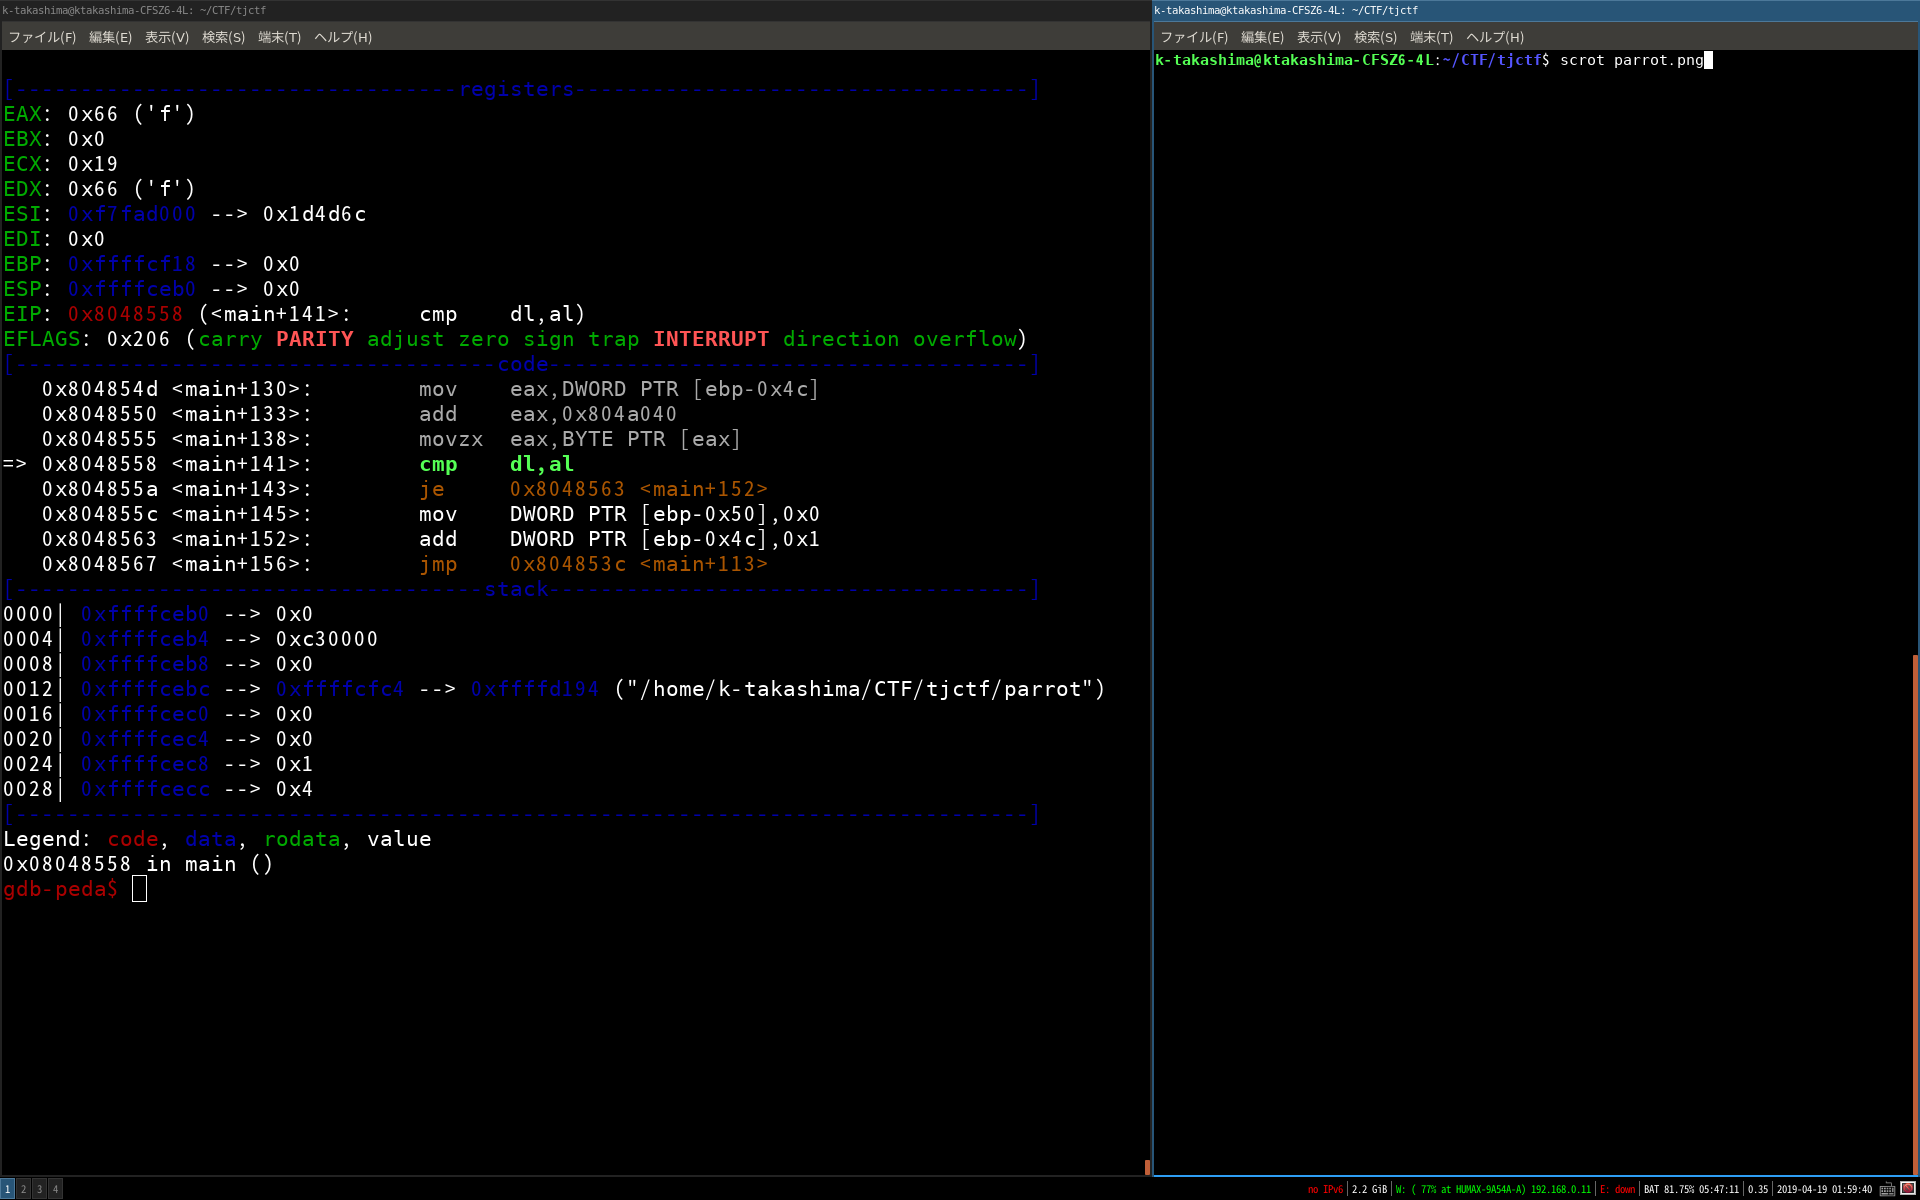 k-takashima@ktakashima-CFSZ6-4L: ~/CTF/tjctf
ファイル(F) 編集(E) 表示(V) 検索(S) 端末(T) ヘルプ(H)
[----------------------------------registers-----------------------------------]
EAX: 0x66 ('f')
EBX: 0x0
ECX: 0x19
EDX: 0x66 ('f')
ESI: 0xf7fad000 --> 0x1d4d6c
EDI: 0x0
EBP: 0xffffcf18 --> 0x0
ESP: 0xffffceb0 --> 0x0
EIP: 0x8048558 (<main+141>: cmp dl,al)
EFLAGS: 0x206 (carry PARITY adjust zero sign trap INTERRUPT direction overflow)
[-------------------------------------code-------------------------------------]
0x804854d <main+130>: mov eax,DWORD PTR [ebp-0x4c]
0x8048550 <main+133>: add eax,0x804a040
0x8048555 <main+138>: movzx eax,BYTE PTR [eax]
=> 0x8048558 <main+141>: cmp dl,al
0x804855a <main+143>: je 0x8048563 <main+152>
0x804855c <main+145>: mov DWORD PTR [ebp-0x50],0x0
0x8048563 <main+152>: add DWORD PTR [ebp-0x4c],0x1
0x8048567 <main+156>: jmp 0x804853c <main+113>
[------------------------------------stack-------------------------------------]
0000| 0xffffceb0 --> 0x0
0004| 0xffffceb4 --> 0xc30000
0008| 0xffffceb8 --> 0x0
0012| 0xffffcebc --> 0xffffcfc4 --> 0xffffd194 ("/home/k-takashima/CTF/tjctf/parrot")
0016| 0xffffcec0 --> 0x0
0020| 0xffffcec4 --> 0x0
0024| 0xffffcec8 --> 0x1
0028| 0xffffcecc --> 0x4
[------------------------------------------------------------------------------]
Legend: code, data, rodata, value
0x08048558 in main ()
gdb-peda$
k-takashima@ktakashima-CFSZ6-4L: ~/CTF/tjctf
ファイル(F) 編集(E) 表示(V) 検索(S) 端末(T) ヘルプ(H)
k-takashima@ktakashima-CFSZ6-4L:~/CTF/tjctf$ scrot parrot.png
1 2 3 4
no IPv6|2.2 GiB|W: ( 77% at HUMAX-9A54A-A) 192.168.0.11|E: down|BAT 81.75% 05:47:11|0.35|2019-04-19 01:59:40